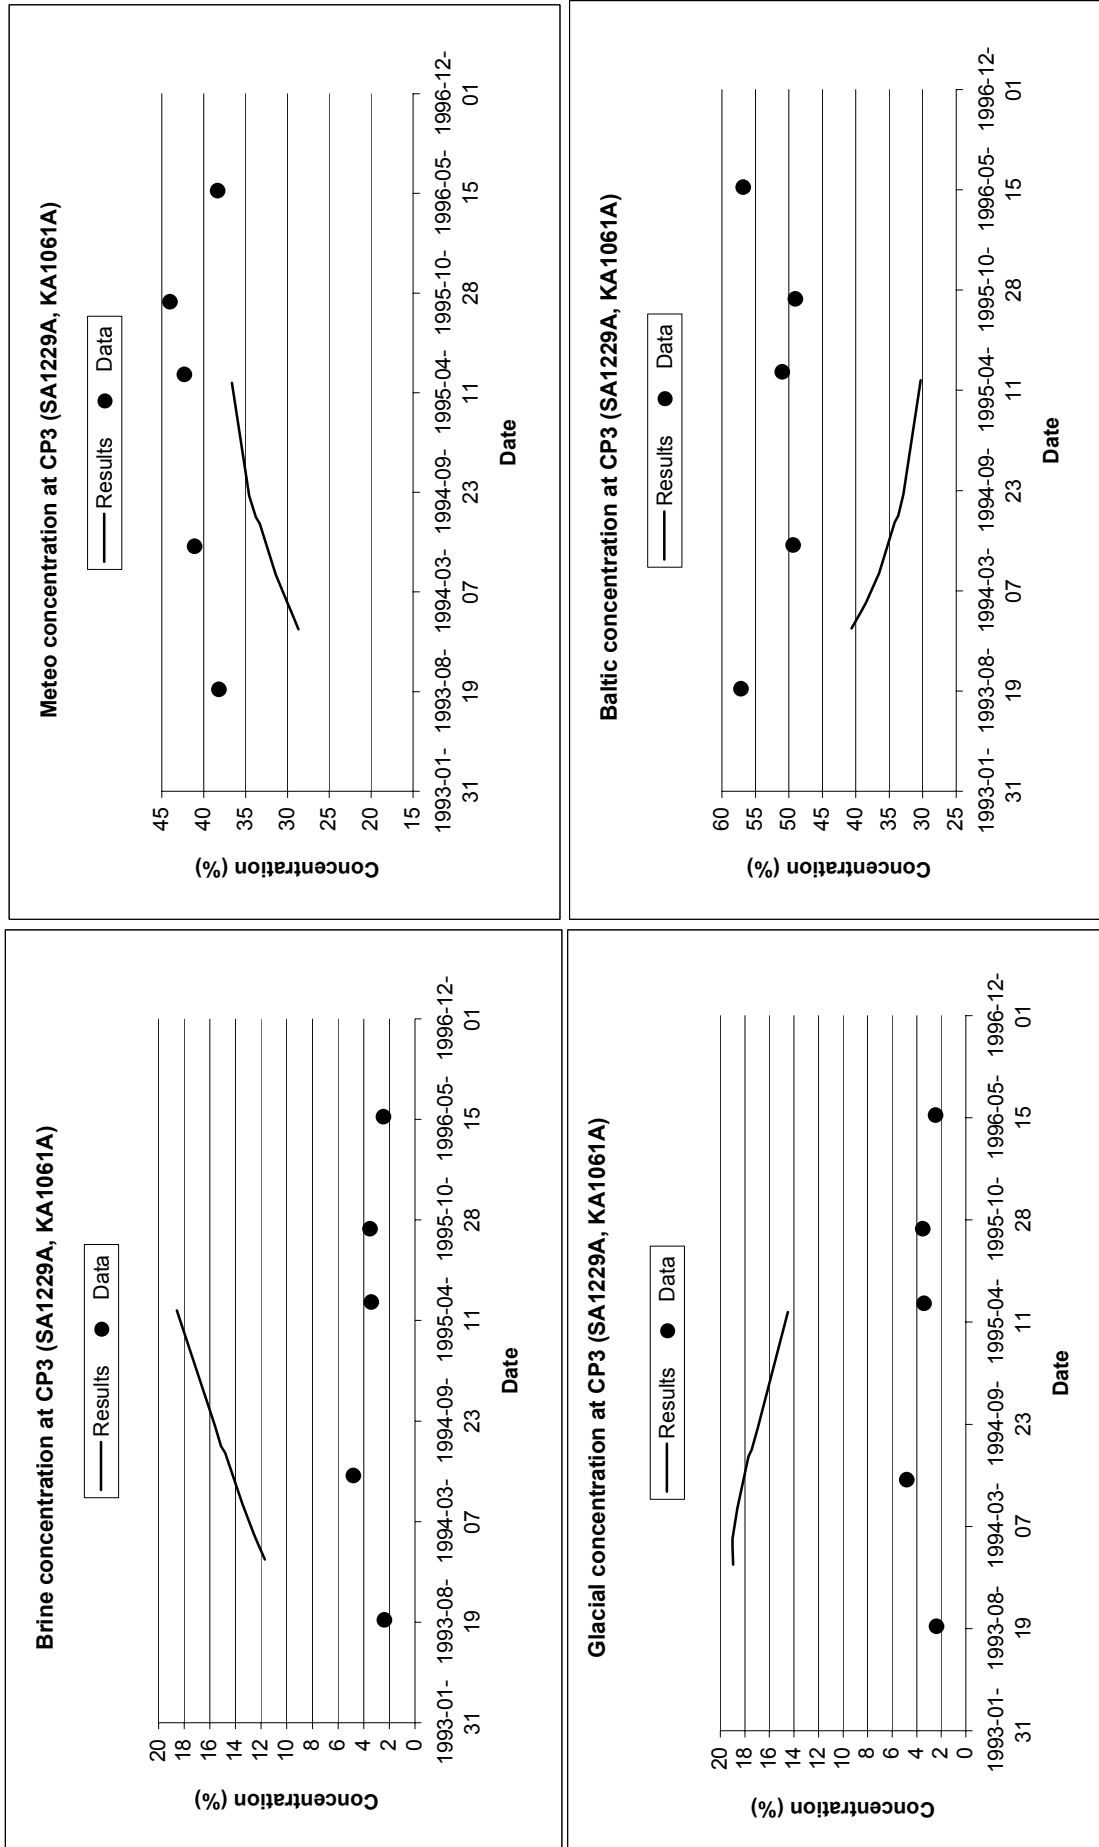 Brine concentration at CP3 (SA1229A, KA1061A)
Results Data
20
18
16
14
12
10
8
6
4
2
0
1993-01- 1993-08- 1994-03- 1994-09- 1995-04- 1995-10- 1996-05- 1996-12-
31 19 07 23 11 28 15 01
Date
Concentration (%)
Meteo concentration at CP3 (SA1229A, KA1061A)
Results Data
45
40
35
30
25
20
15
1993-01- 1993-08- 1994-03- 1994-09- 1995-04- 1995-10- 1996-05- 1996-12-
31 19 07 23 11 28 15 01
Date
Concentration (%)
Glacial concentration at CP3 (SA1229A, KA1061A)
Results Data
20
18
16
14
12
10
8
6
4
2
0
1993-01- 1993-08- 1994-03- 1994-09- 1995-04- 1995-10- 1996-05- 1996-12-
31 19 07 23 11 28 15 01
Date
Concentration (%)
Baltic concentration at CP3 (SA1229A, KA1061A)
Results Data
60
55
50
45
40
35
30
25
1993-01- 1993-08- 1994-03- 1994-09- 1995-04- 1995-10- 1996-05- 1996-12-
31 19 07 23 11 28 15 01
Date
Concentration (%)